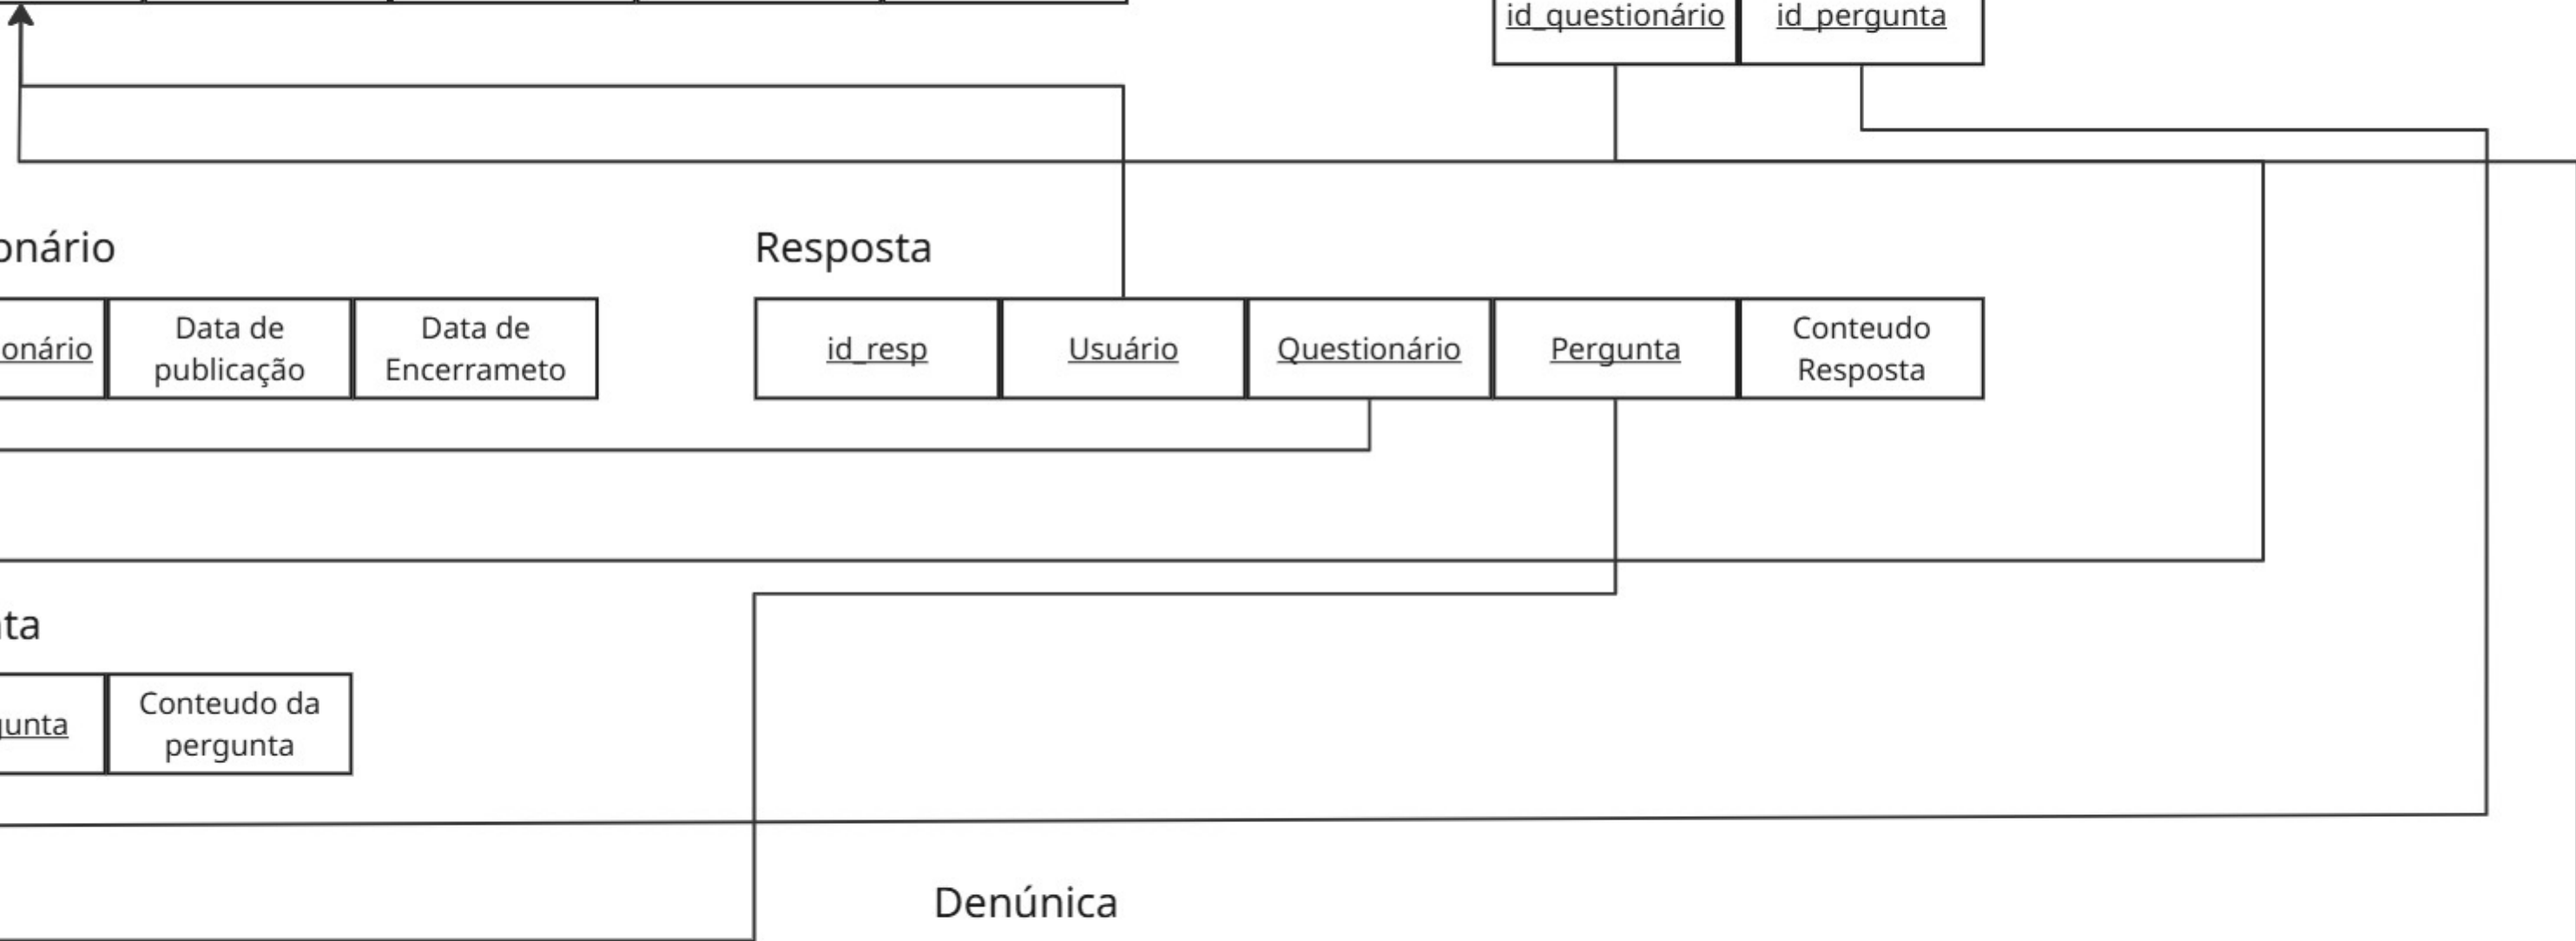 id_questionário id_pergunta
onário
Resposta
onário
Data de
publicação
Data de
Encerrameto
id_resp
Usuário
Questionário
Pergunta
Conteudo
Resposta
ta
gunta
Conteudo da
pergunta
Denúnica